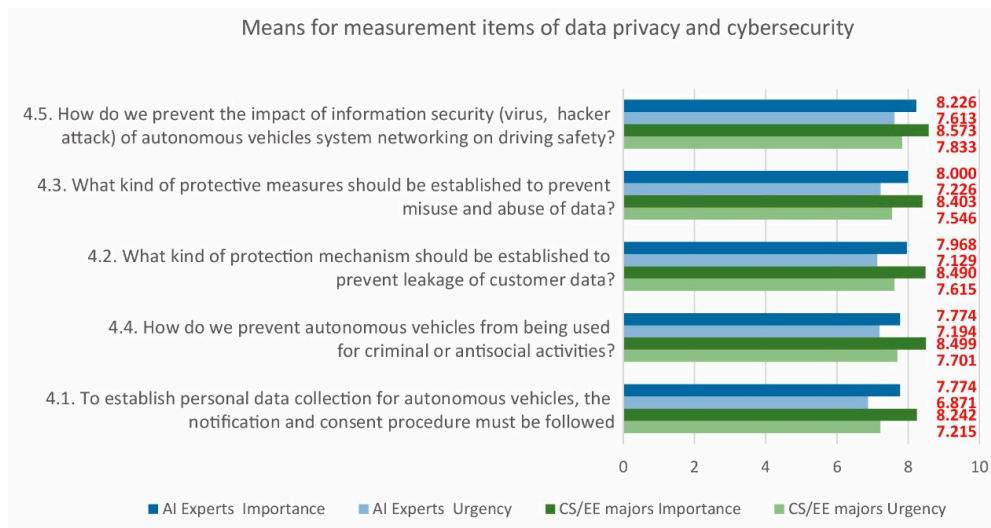 Means for measurement items of data privacy and cybersecurity
4.5. How do we prevent the impact of information security (virus, hacker
attack) of autonomous vehicles system networking on driving safety?
8.226
7.613
8.573
7.833
4.3. What kind of protective measures should be established to prevent
misuse and abuse of data?
8.000
7.226
8.403
7.546
4.2. What kind of protection mechanism should be established to
prevent leakage of customer data?
7.968
7.129
8.490
7.615
4.4. How do we prevent autonomous vehicles from being used
for criminal or antisocial activities?
7.774
7.194
8.499
7.701
4.1. To establish personal data collection for autonomous vehicles, the
notification and consent procedure must be followed
7.774
6.871
8.242
7.215
0 2 4 6 8 10
AI Experts Importance AI Experts Urgency CS/EE majors Importance CS/EE majors Urgency